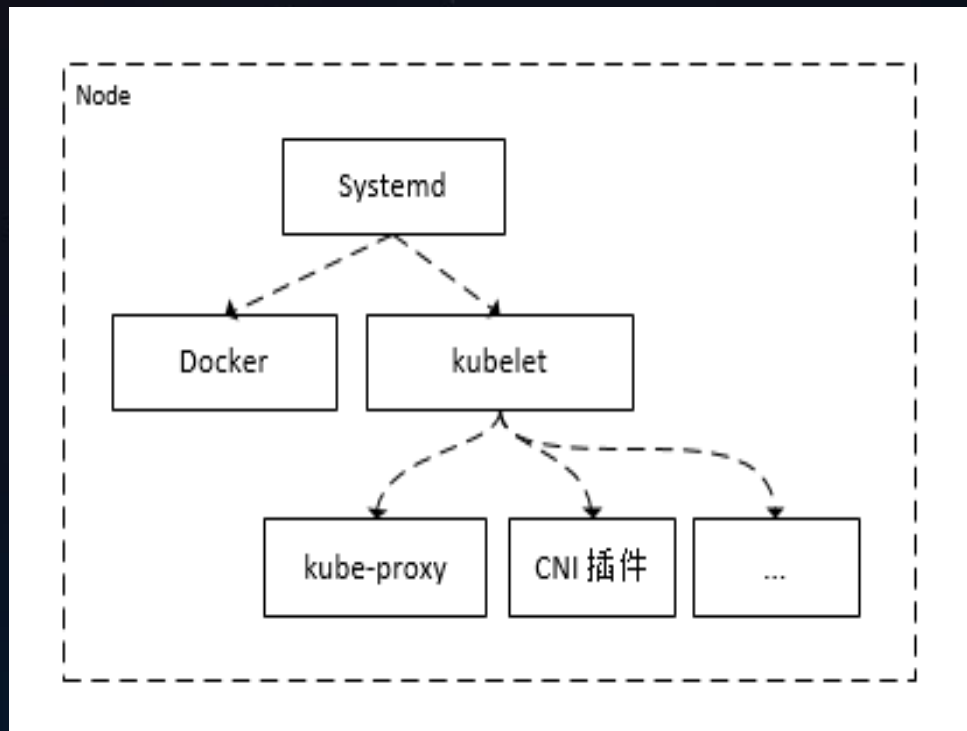 Node
Systemd
Docker
kubelet
kube-proxy
CNI 插件
...